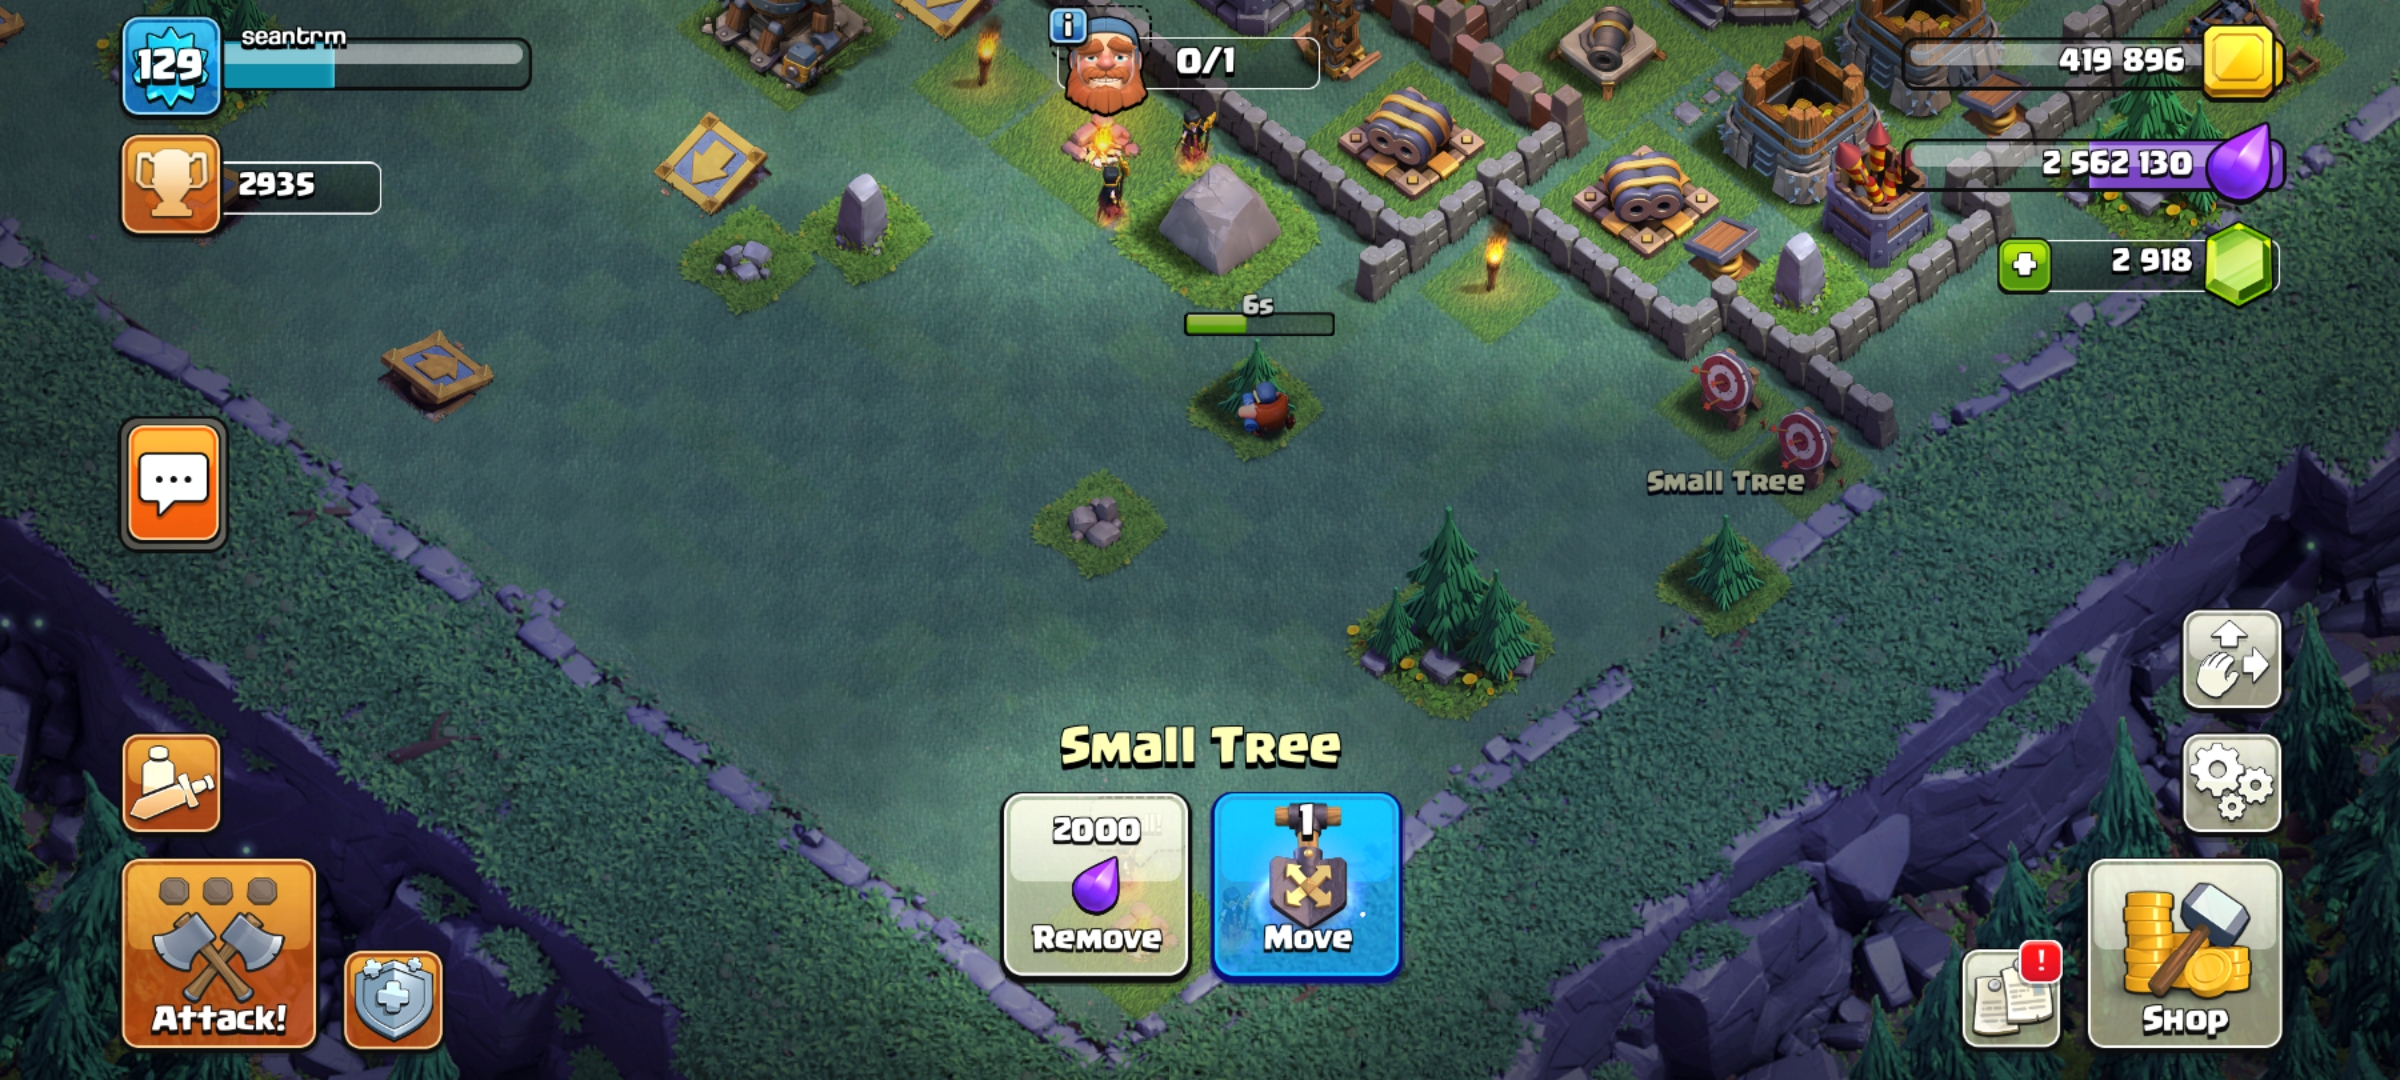 seantrm
129
0/1
419 896
2935
2 562 130
2 918
6s
Small Tree
Small Tree
2000
1
Remove
Move
Attack!
!
Shop